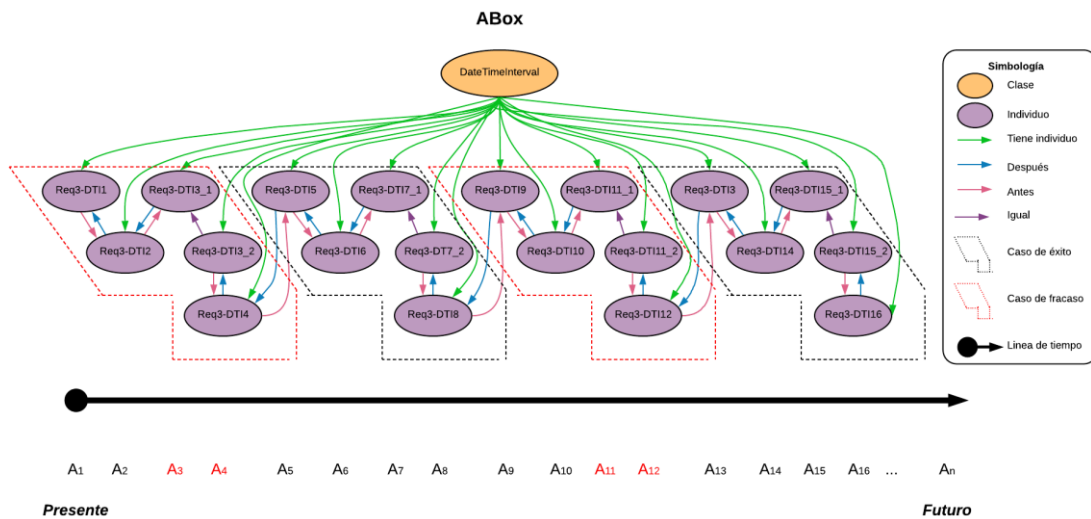 ABox
DateTimeInterval
Req3-DTI1
Req3-DTI3_1
Req3-DTI5
Req3-DTI7_1
Req3-DTI9
Req3-DTI11_1
Req3-DTI3
Req3-DTI15_1
Req3-DTI2
Req3-DTI3_2
Req3-DTI6
Req3-DT7_2
Req3-DTI10
Req3-DTI11_2
Req3-DTI14
Req3-DTI15_2
Req3-DTI4
Req3-DTI8
Req3-DTI12
Req3-DTI16
Simbología
Clase
Individuo
Tiene individuo
Después
Antes
Igual
Caso de éxito
Caso de fracaso
Linea de tiempo
A1 A2 A3 A4 A5 A6 A7 A8 A9 A10 A11 A12 A13 A14 A15 A16 ... An
Presente Futuro